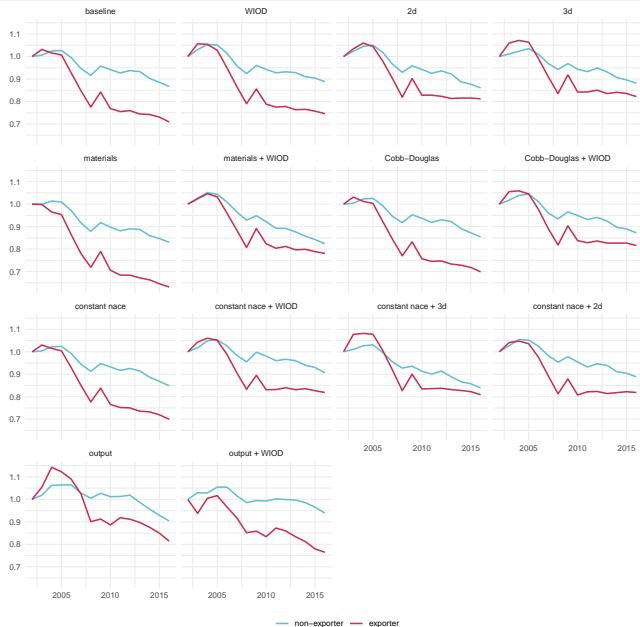 baseline WIOD 2d 3d
1.1
1.0
0.9
0.8
0.7
materials materials + WIOD Cobb−Douglas Cobb−Douglas + WIOD
1.1
1.0
0.9
0.8
0.7
constant nace constant nace + WIOD constant nace + 3d constant nace + 2d
1.1
1.0
0.9
0.8
0.7
2005 2010 2015 2005 2010 2015
output output + WIOD
1.1
1.0
0.9
0.8
0.7
2005 2010 2015 2005 2010 2015
non−exporter exporter